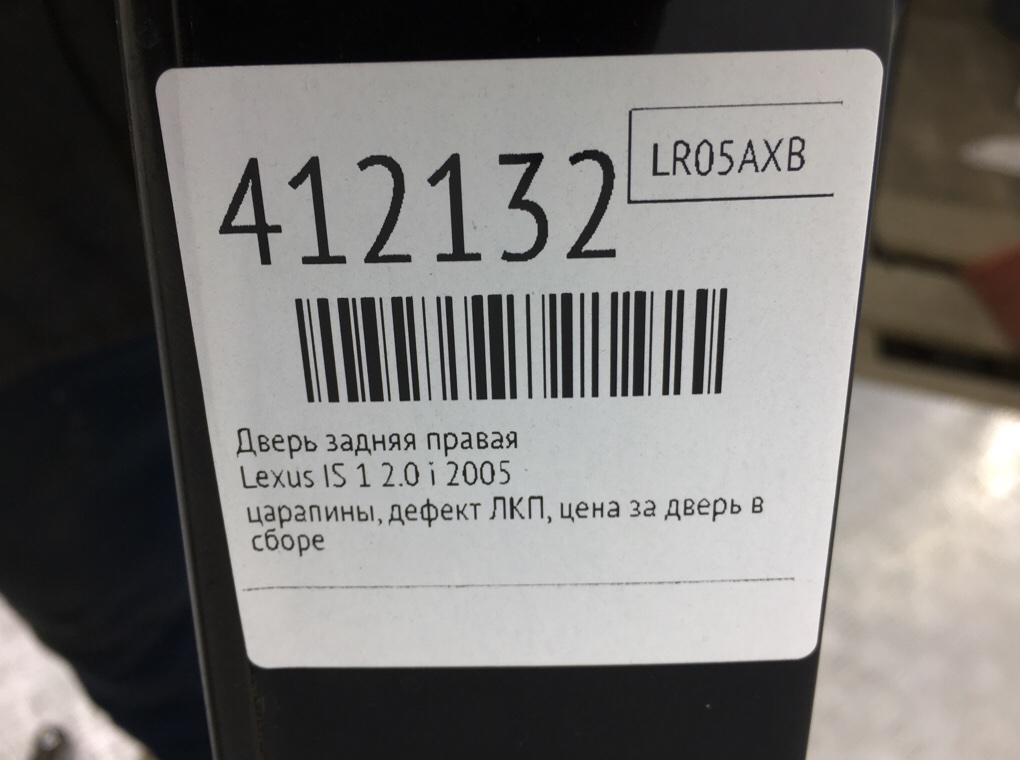 LR05AXB
412132
Дверь задняя правая
Lexus IS 1 2.0 i 2005
царапины, дефект ЛКП, цена за дверь в
сборе